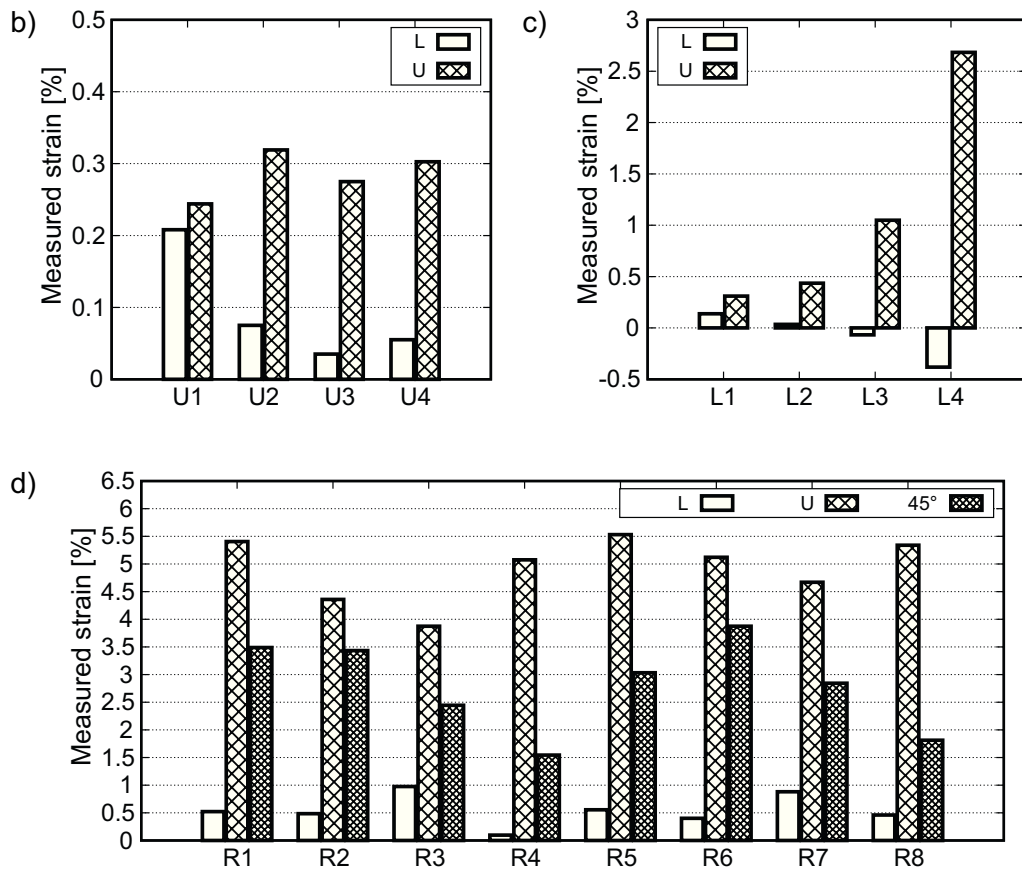 b)
Measured strain [%]
0.5
0.4
0.3
0.2
0.1
0
L
U
U1 U2 U3 U4
c)
Measured strain [%]
3
2.5
2
1.5
1
0.5
0
-0.5
L
U
L1 L2 L3 L4
d)
Measured strain [%]
6.5
6
5.5
5
4.5
4
3.5
3
2.5
2
1.5
1
0.5
0
L U 45°
R1 R2 R3 R4 R5 R6 R7 R8